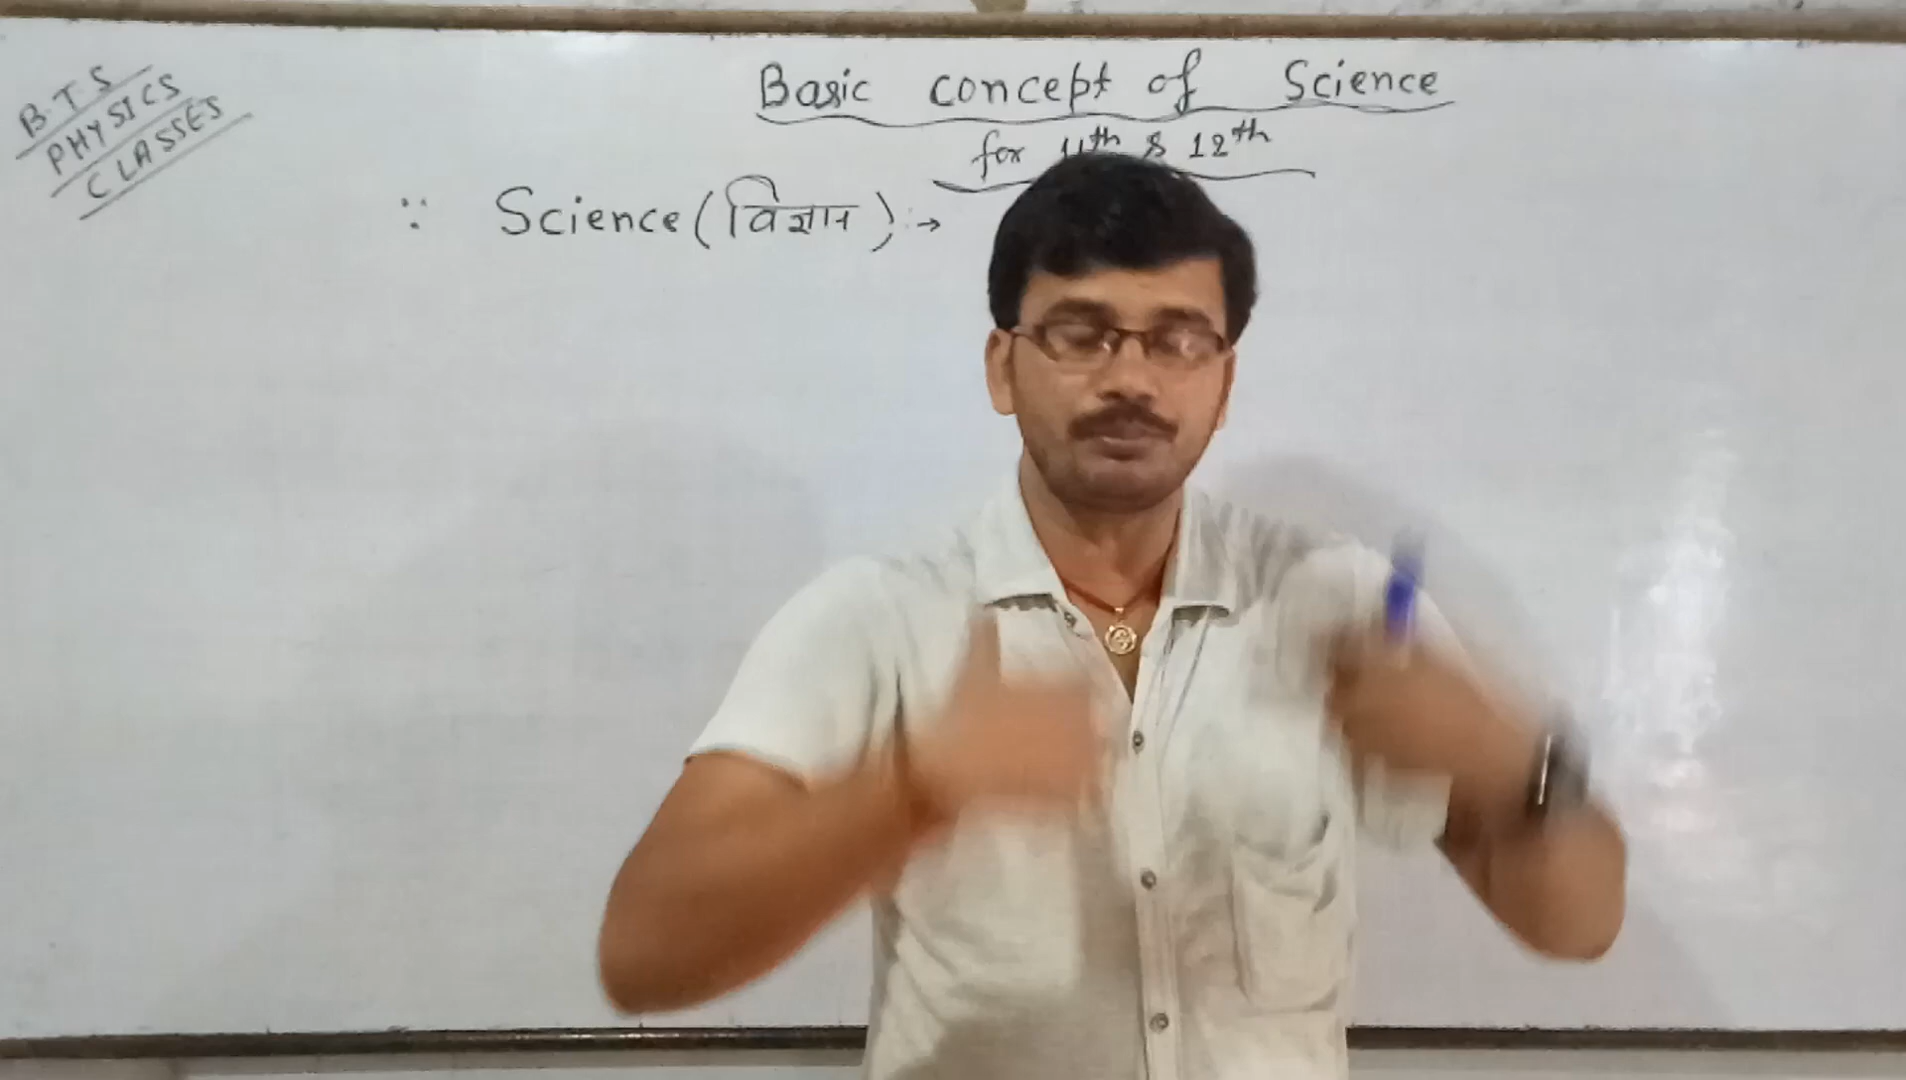 B.T.S
PHYSICS
CLASSES
Basic concept of Science
for 11th & 12th
∵ Science (विज्ञान) :→